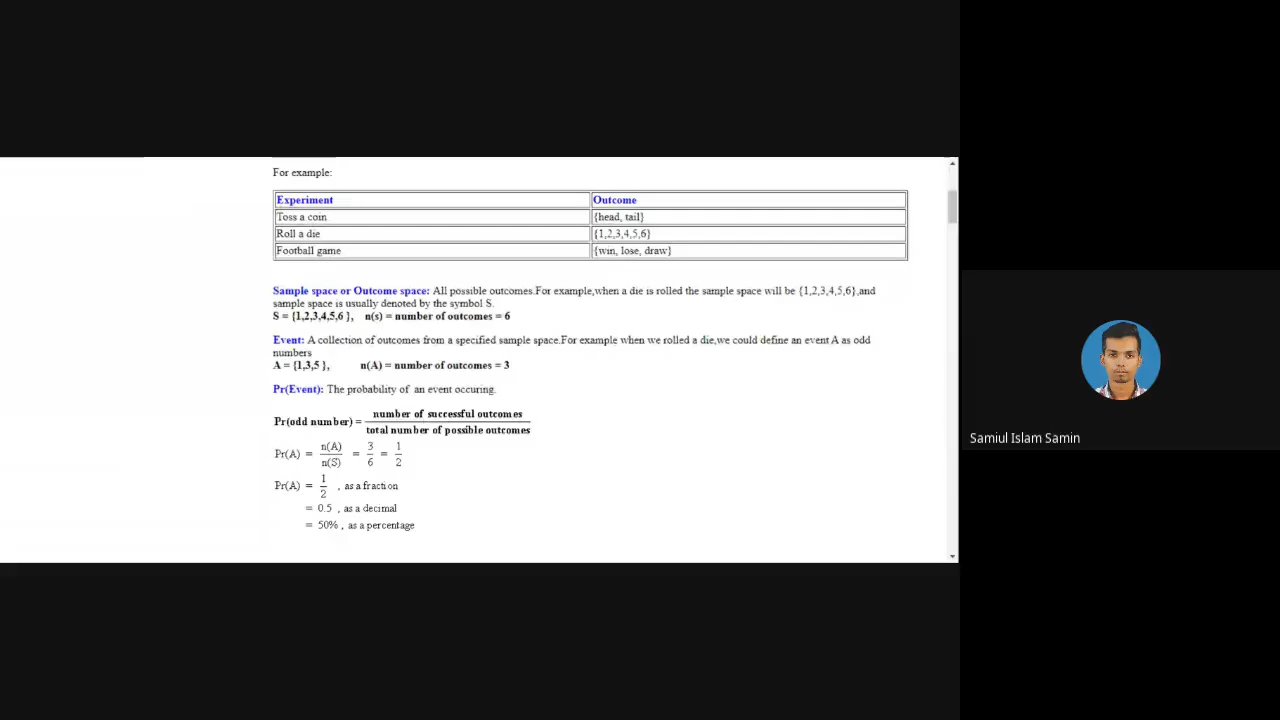 For example:
Experiment Outcome
Toss a coin {head, tail}
Roll a die {1,2,3,4,5,6}
Football game {win, lose, draw}
Sample space or Outcome space: All possible outcomes.For example,when a die is rolled the sample space will be {1,2,3,4,5,6},and
sample space is usually denoted by the symbol S.
S = {1,2,3,4,5,6 }, n(s) = number of outcomes = 6
Event: A collection of outcomes from a specified sample space.For example when we rolled a die,we could define an event A as odd
numbers
A = {1,3,5 }, n(A) = number of outcomes = 3
Pr(Event): The probability of an event occuring.
Pr(odd number) = number of successful outcomes
total number of possible outcomes
Pr(A) = n(A) / n(S) = 3 / 6 = 1 / 2
Pr(A) = 1 / 2 , as a fraction
= 0.5 , as a decimal
= 50% , as a percentage
Samiul Islam Samin